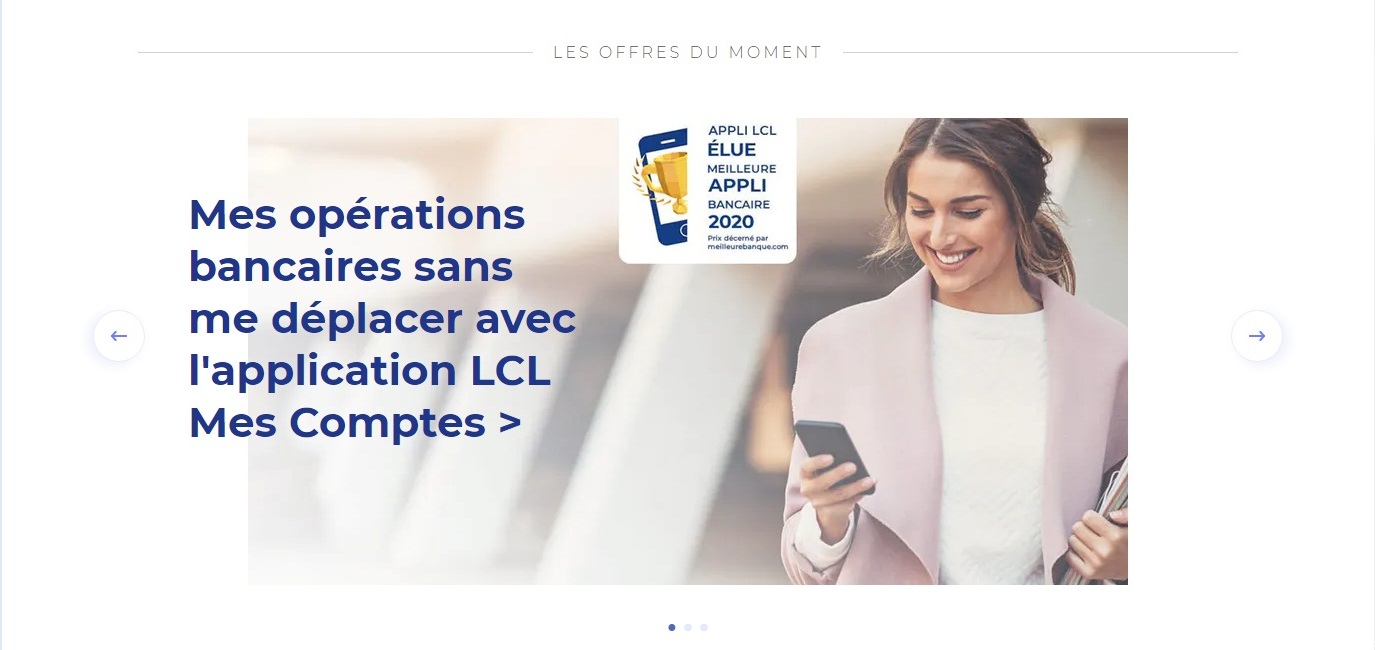 LES OFFRES DU MOMENT
APPLI LCL
ÉLUE
MEILLEURE
APPLI
BANCAIRE
2020
Prix décerné par
meilleurebanque.com
Mes opérations
bancaires sans
me déplacer avec
l'application LCL
Mes Comptes >